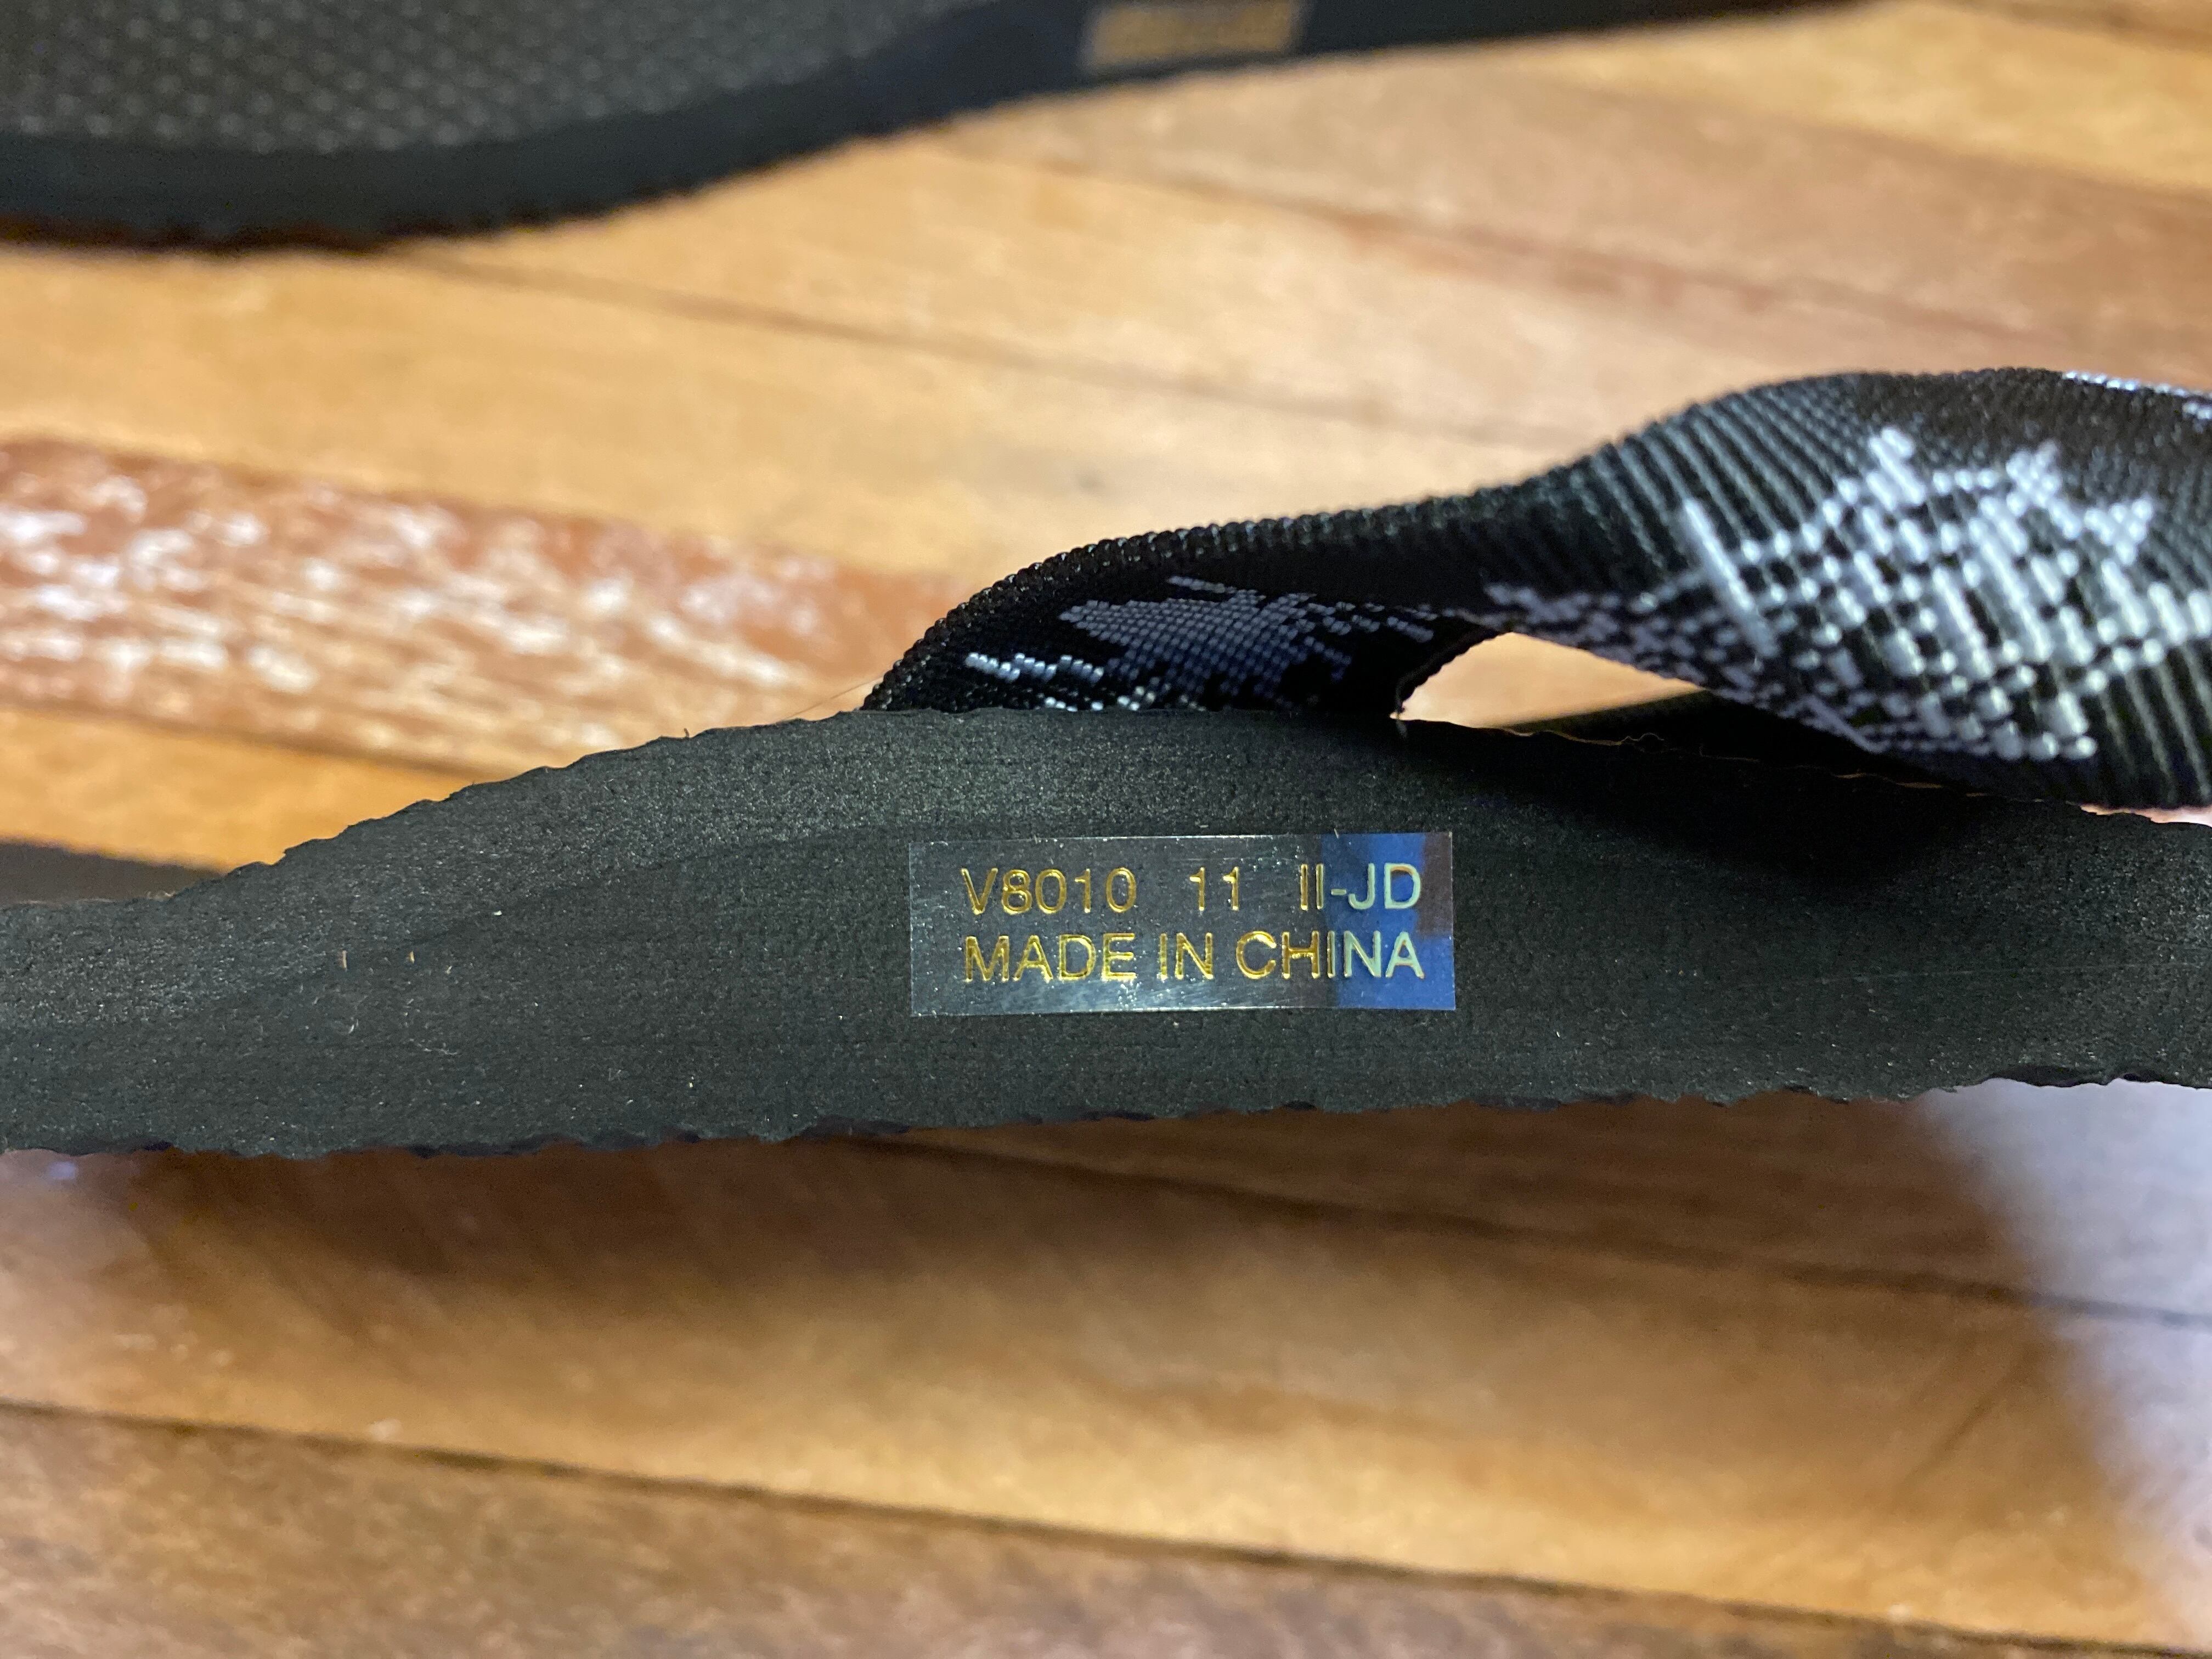 V8010 11 II-JD
MADE IN CHINA